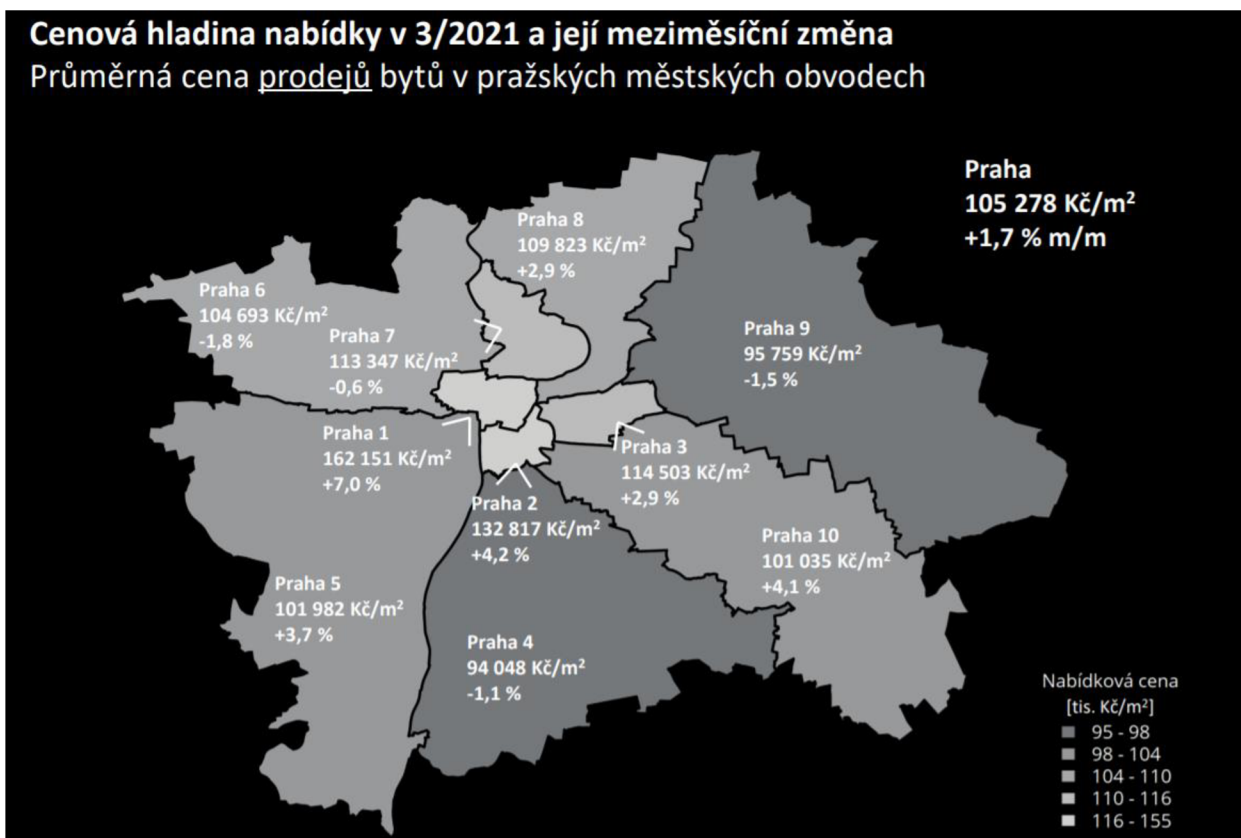 Cenová hladina nabídky v 3/2021 a její meziměsíční změna
Průměrná cena prodejů bytů v pražských městských obvodech
Praha
105 278 Kč/m²
+1,7 % m/m
Praha 8
109 823 Kč/m²
+2,9 %
Praha 6
104 693 Kč/m²
-1,8 %
Praha 7
113 347 Kč/m²
-0,6 %
Praha 9
95 759 Kč/m²
-1,5 %
Praha 1
162 151 Kč/m²
+7,0 %
Praha 3
114 503 Kč/m²
+2,9 %
Praha 2
132 817 Kč/m²
+4,2 %
Praha 10
101 035 Kč/m²
+4,1 %
Praha 5
101 982 Kč/m²
+3,7 %
Praha 4
94 048 Kč/m²
-1,1 %
Nabídková cena
[tis. Kč/m²]
95 - 98
98 - 104
104 - 110
110 - 116
116 - 155